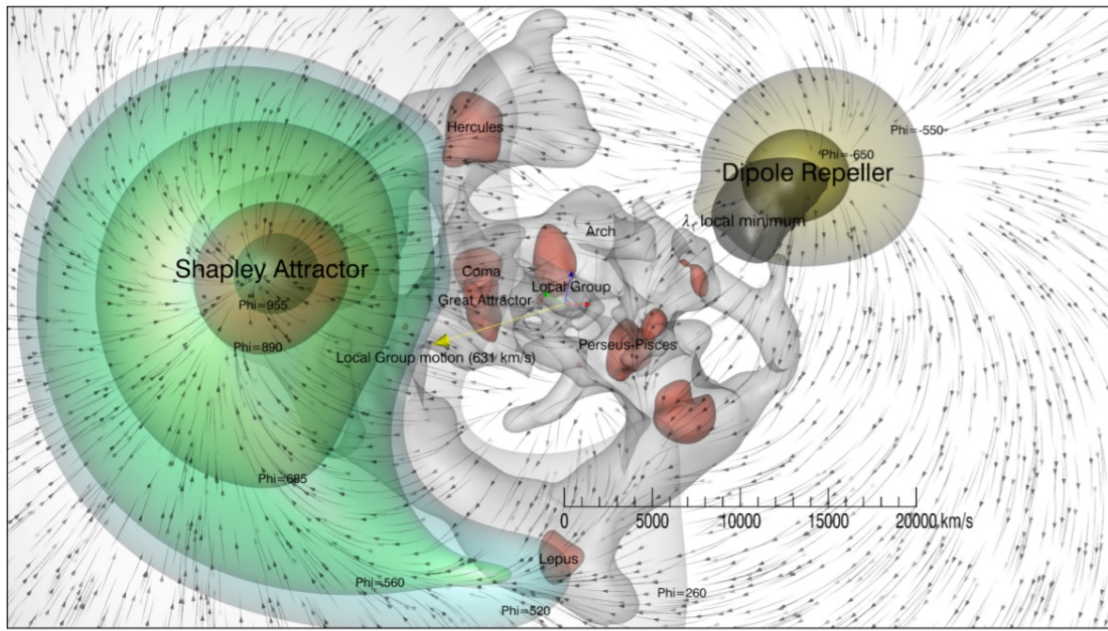 Hercules
Phi=-550
Phi=-650
Dipole Repeller
λ₁ local minimum
Arch
Shapley Attractor
Coma
Local Group
Great Attractor
Phi=955
Phi=890
Perseus-Pisces
Local Group motion (631 km/s)
Phi=685
0 5000 10000 15000 20000 km/s
Lepus
Phi=560
Phi=260
Phi=520